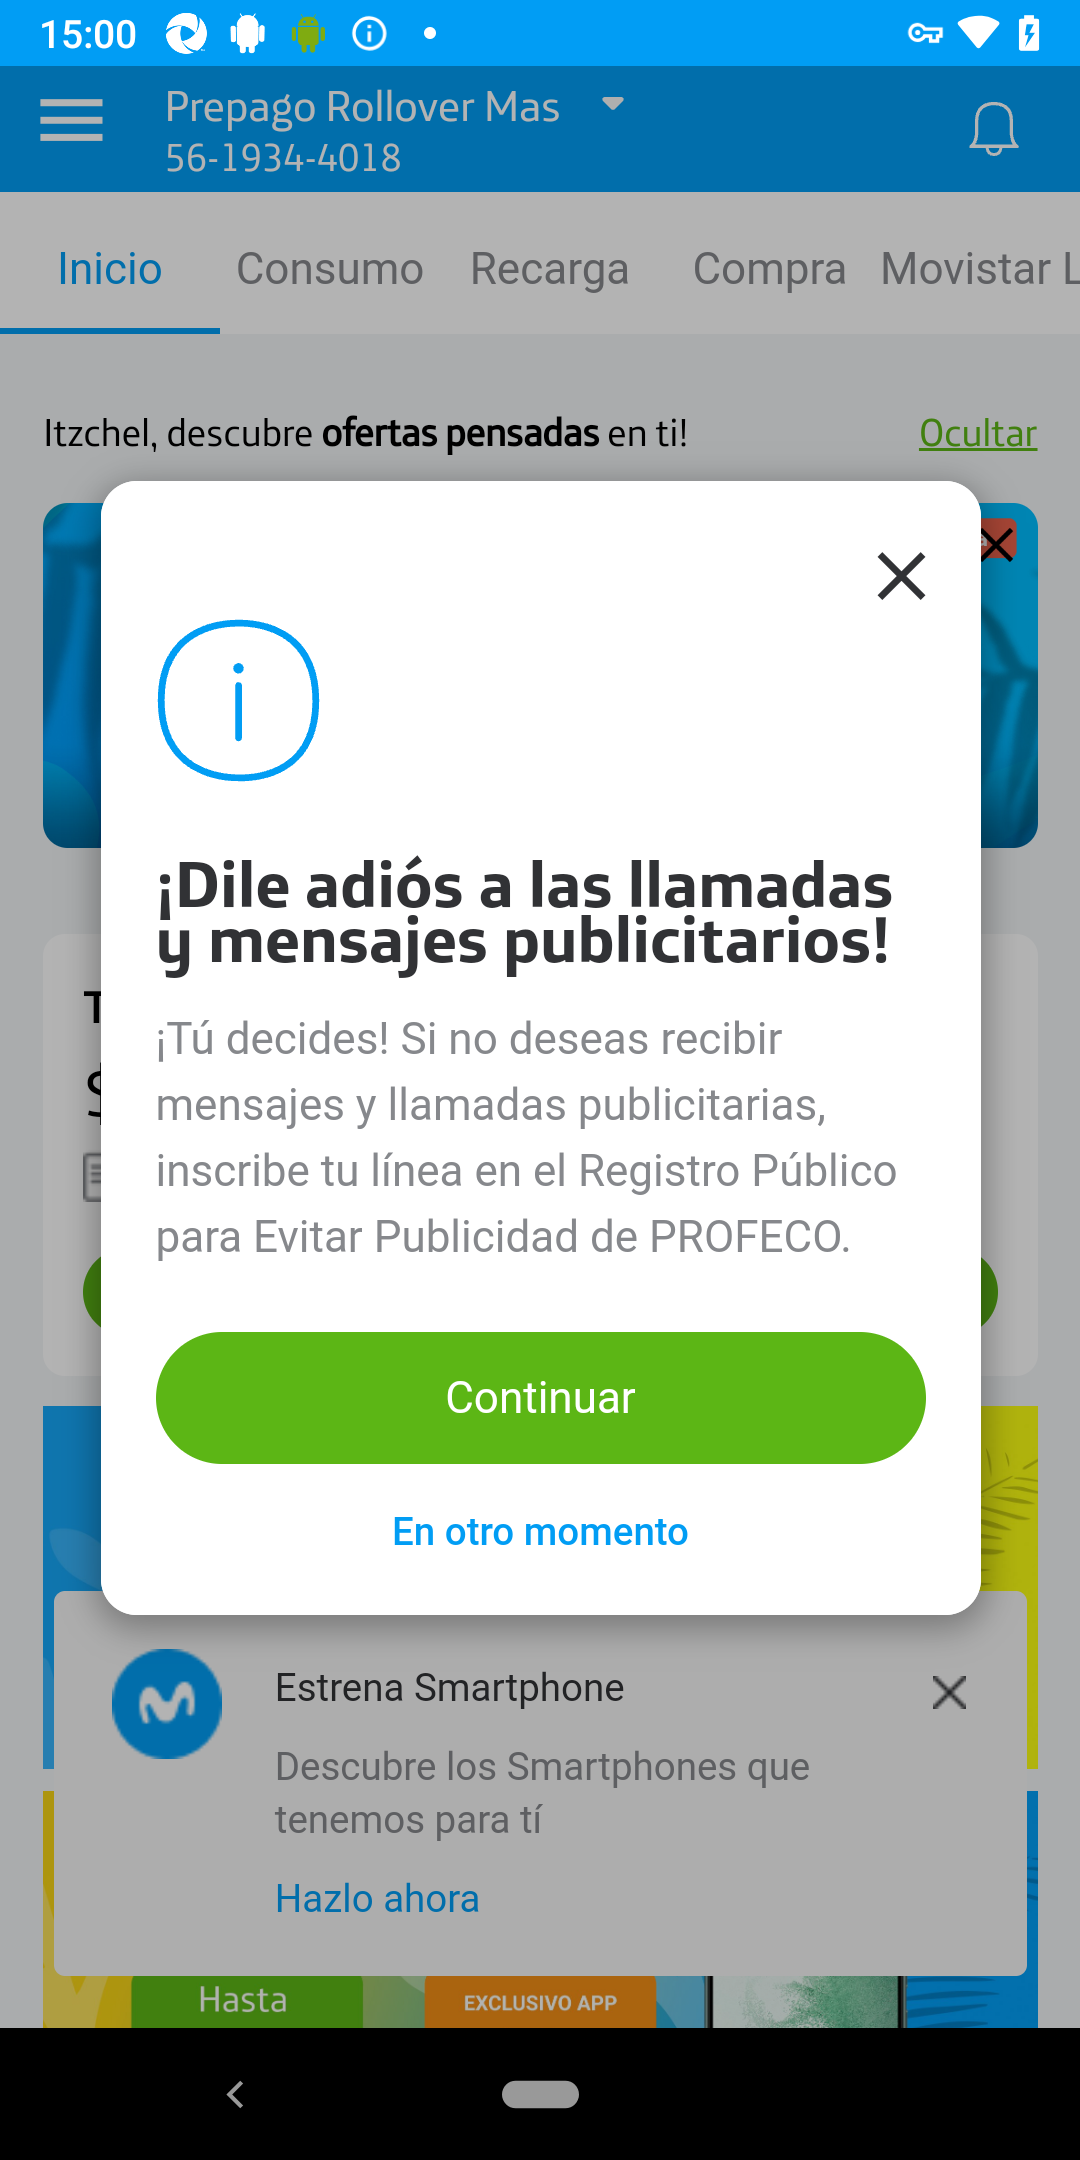 15:00
Prepago Rollover Mas
56-1934-4018
Inicio Consumo Recarga Compra Movistar L
Itzchel, descubre ofertas pensadas en ti! Ocultar
¡Dile adiós a las llamadas
y mensajes publicitarios!
¡Tú decides! Si no deseas recibir
mensajes y llamadas publicitarias,
inscribe tu línea en el Registro Público
para Evitar Publicidad de PROFECO.
Continuar
En otro momento
Estrena Smartphone
Descubre los Smartphones que
tenemos para tí
Hazlo ahora
Hasta
EXCLUSIVO APP